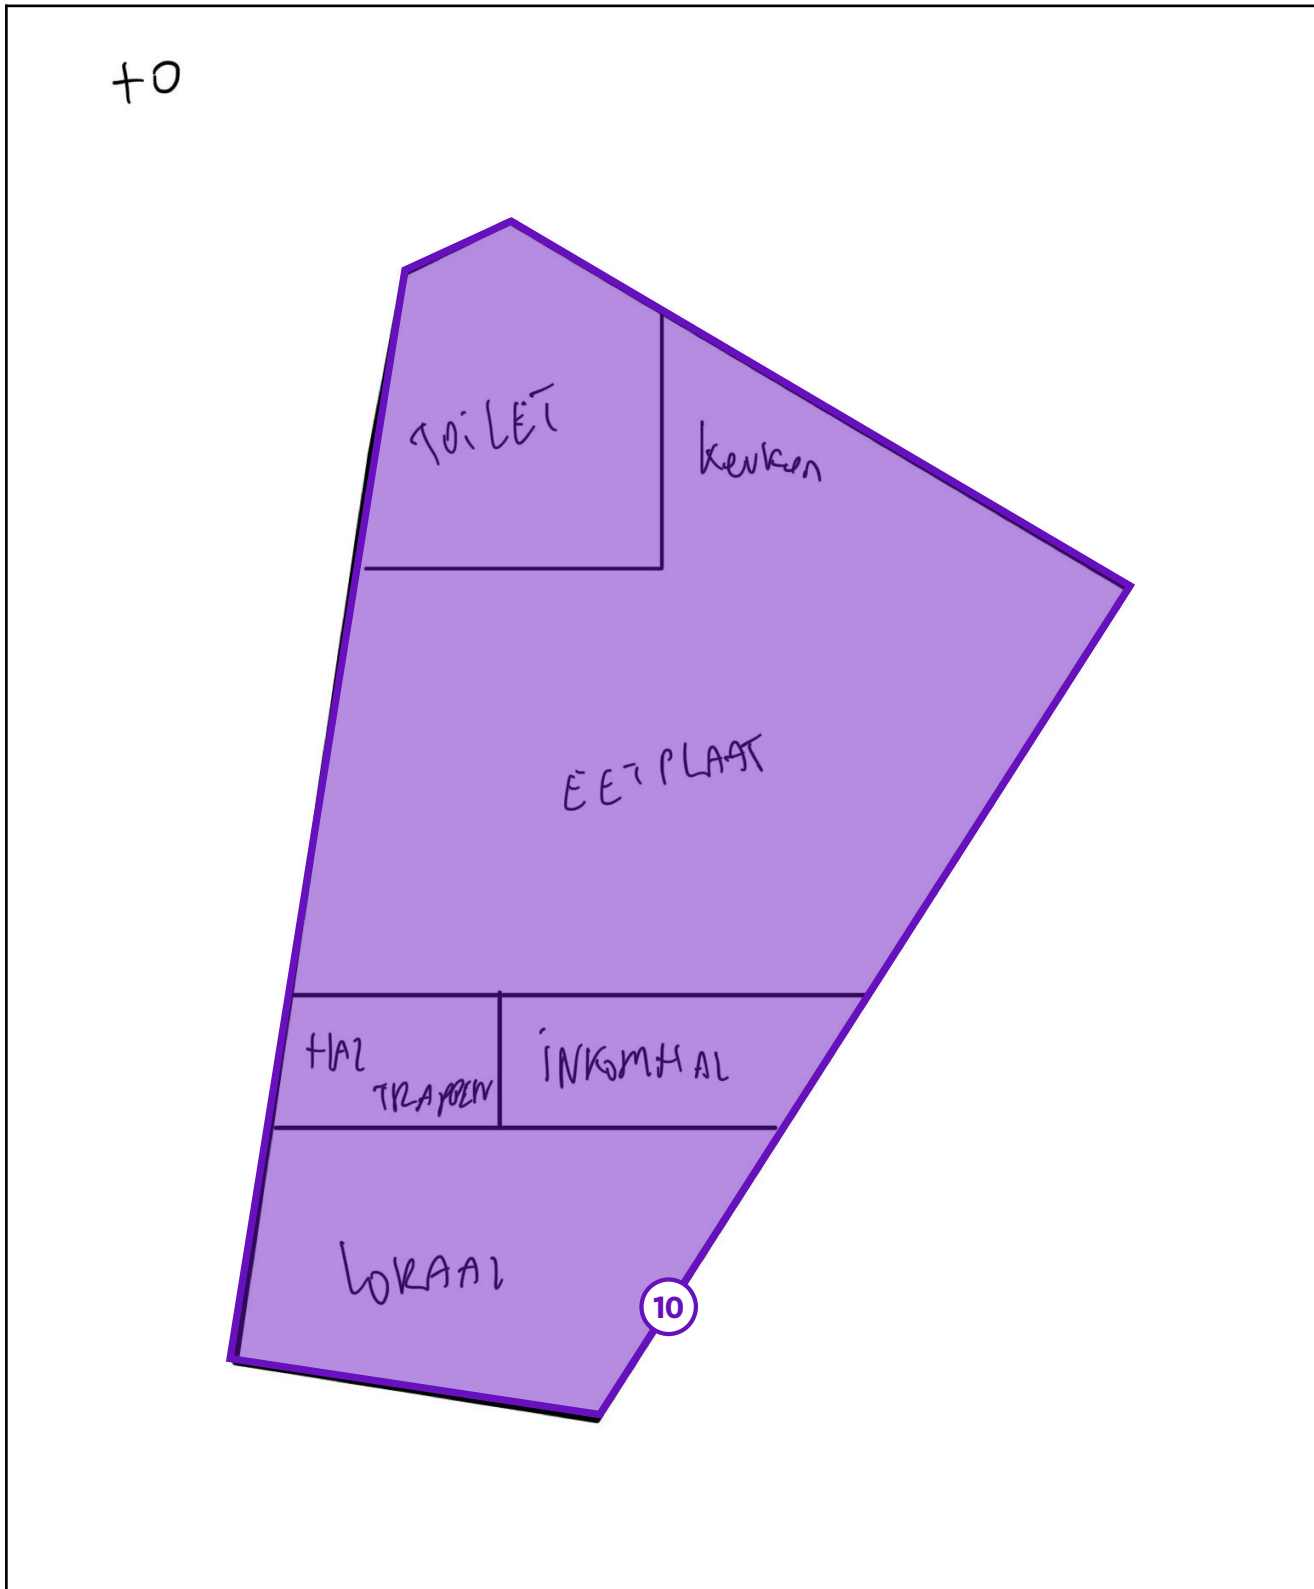 +0
TOILET
keuken
EETPLAAT
HAL
TRAPPEN
INKOMHAL
LOKAAL
10